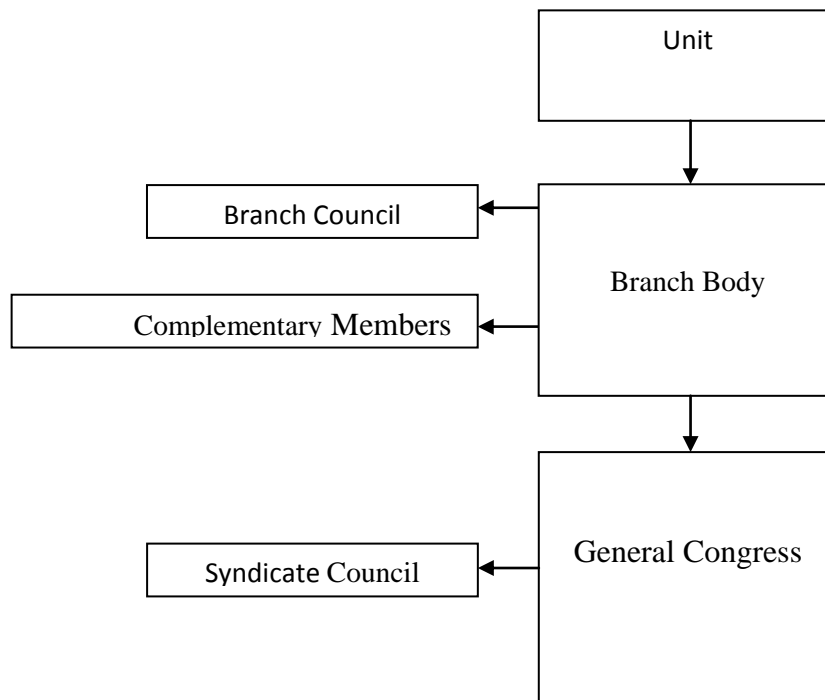 Unit
Branch Council
Branch Body
Complementary Members
General Congress
Syndicate Council